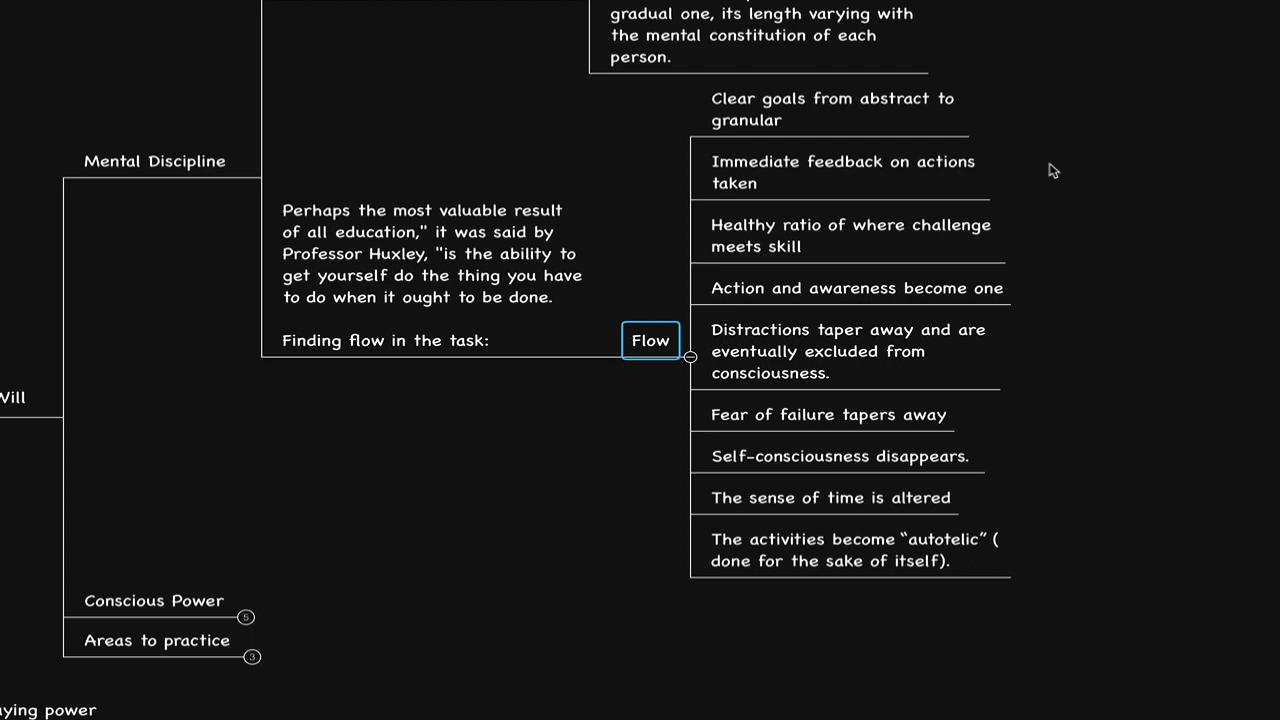 gradual one, its length varying with
the mental constitution of each
person.
Clear goals from abstract to
granular
Mental Discipline
Immediate feedback on actions
taken
Perhaps the most valuable result
of all education," it was said by
Professor Huxley, "is the ability to
get yourself do the thing you have
to do when it ought to be done.
Finding flow in the task:
Flow
Healthy ratio of where challenge
meets skill
Action and awareness become one
Distractions taper away and are
eventually excluded from
consciousness.
Fear of failure tapers away
Self-consciousness disappears.
The sense of time is altered
The activities become “autotelic” (
done for the sake of itself).
Will
Conscious Power
5
Areas to practice
3
power